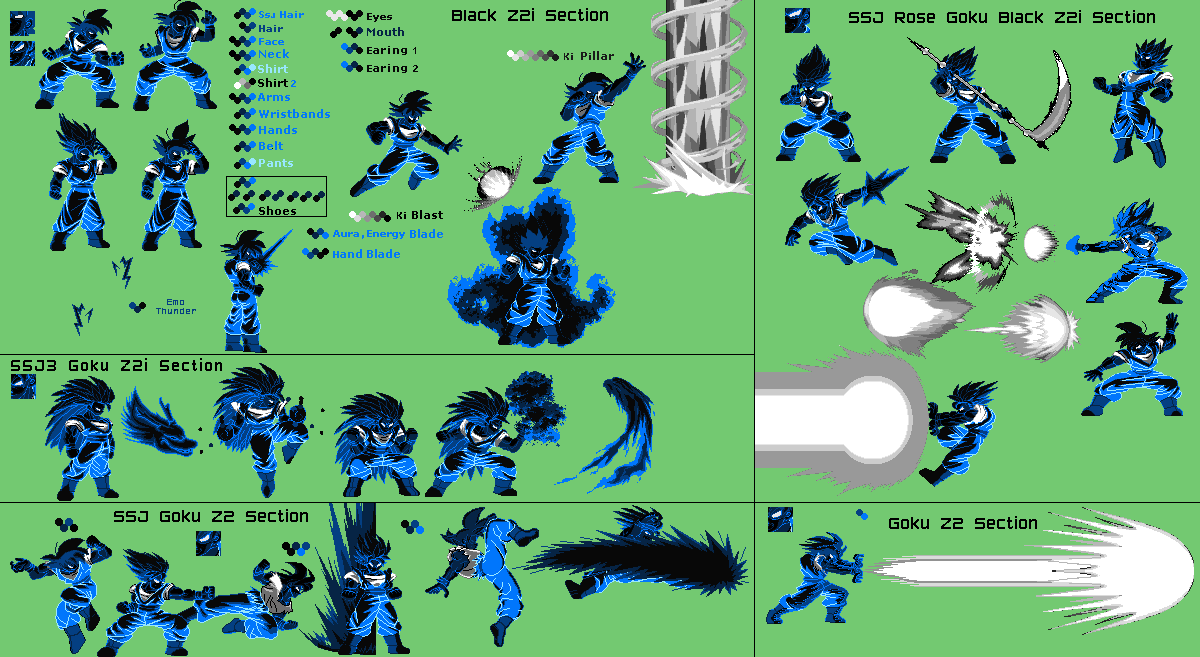 Ssj Hair
Hair
Face
Neck
Shirt
Shirt 2
Arms
Wristbands
Hands
Belt
Pants
Shoes
Eyes
Mouth
Earing 1
Earing 2
Black Z2i Section
Ki Pillar
Ki Blast
Aura,Energy Blade
Hand Blade
Emo
Thunder
SSJ Rose Goku Black Z2i Section
SSJ3 Goku Z2i Section
SSJ Goku Z2 Section
Goku Z2 Section